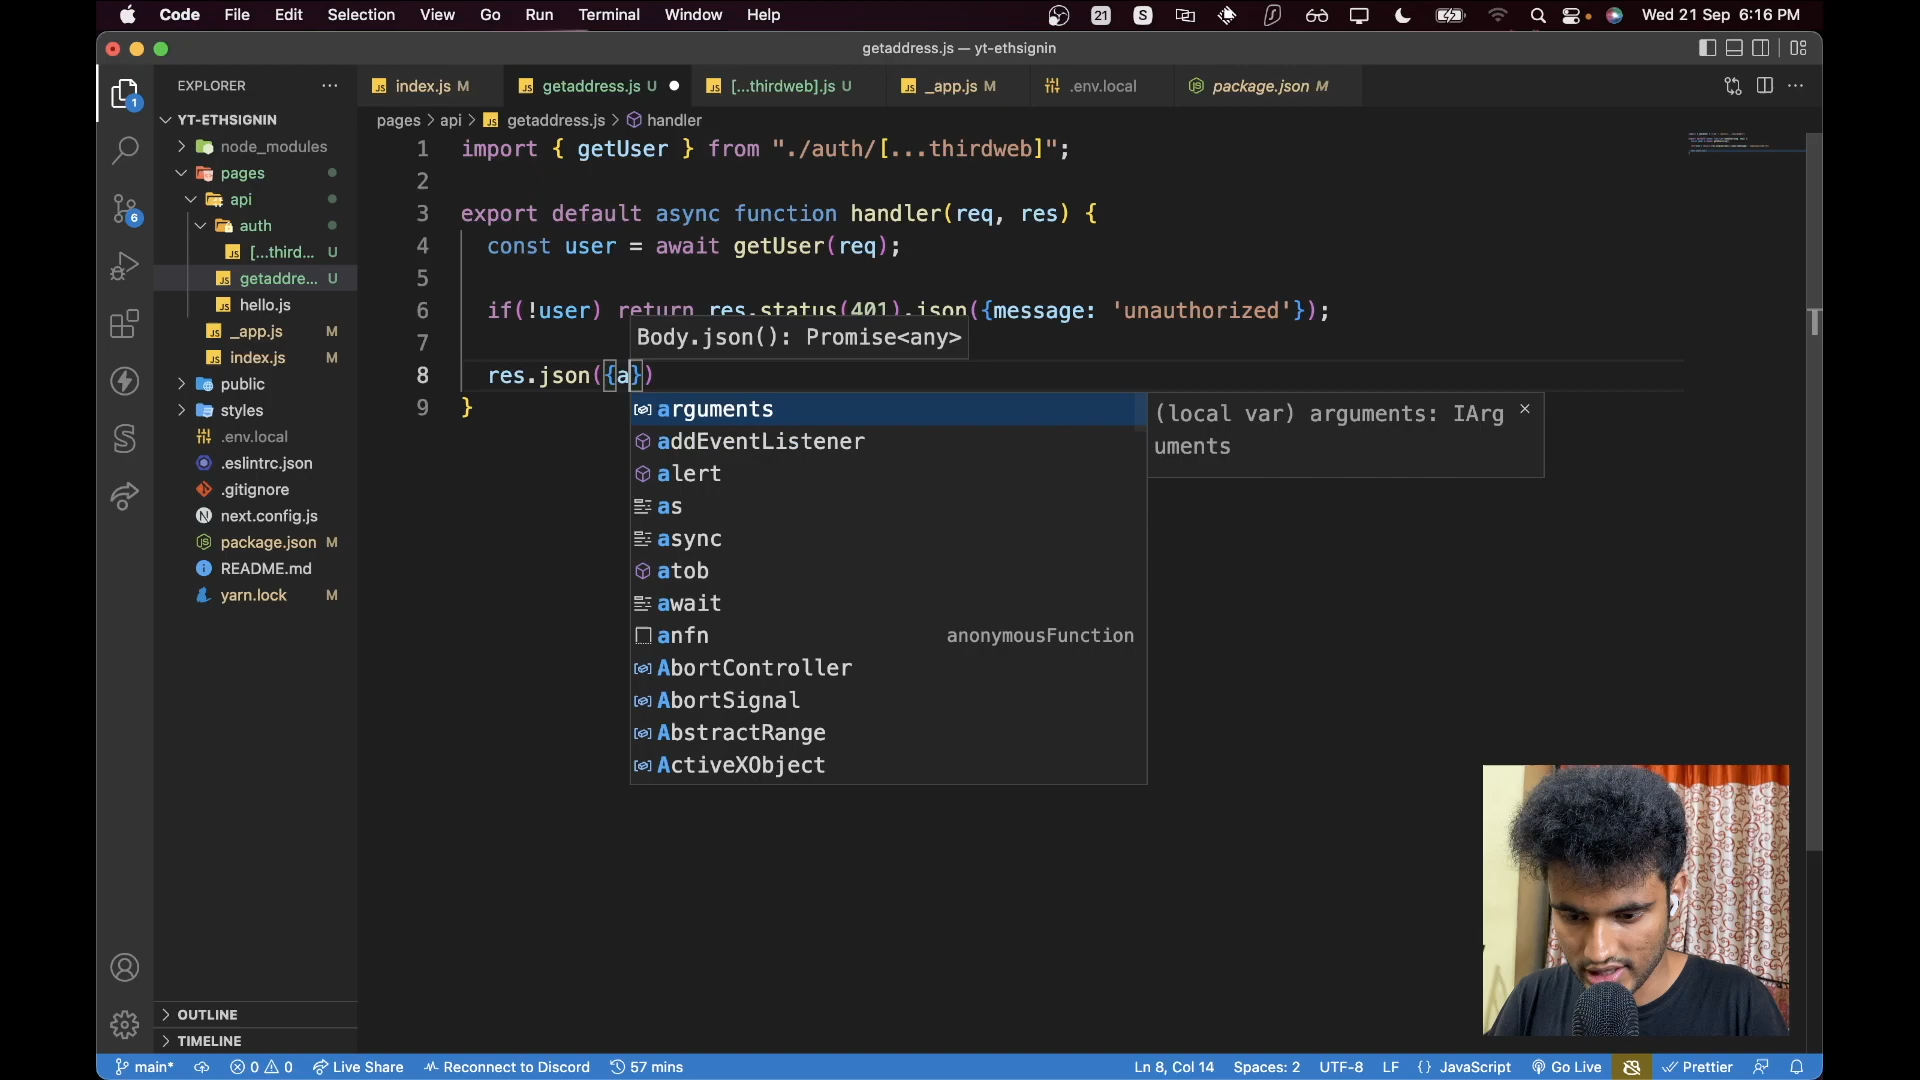 Code File Edit Selection View Go Run Terminal Window Help 21 S Wed 21 Sep 6:16 PM
getaddress.js — yt-ethsignin
EXPLORER
index.js M getaddress.js U [...thirdweb].js U _app.js M .env.local package.json M
pages > api > getaddress.js > handler
YT-ETHSIGNIN
node_modules
pages
api
auth
[...third... U
getaddre... U
hello.js
_app.js M
index.js M
public
styles
.env.local
.eslintrc.json
.gitignore
next.config.js
package.json M
README.md
yarn.lock M
OUTLINE
TIMELINE
1
6
1 import { getUser } from "./auth/[...thirdweb]";
2
3 export default async function handler(req, res) {
4 const user = await getUser(req);
5
6 if(!user) return res.status(401).json({message: 'unauthorized'});
7
Body.json(): Promise<any>
8 res.json({a})
9 }
arguments
addEventListener
alert
as
async
atob
await
anfn anonymousFunction
AbortController
AbortSignal
AbstractRange
ActiveXObject
(local var) arguments: IArg
uments
main* 0 0 Live Share Reconnect to Discord 57 mins Ln 8, Col 14 Spaces: 2 UTF-8 LF {} JavaScript Go Live Prettier